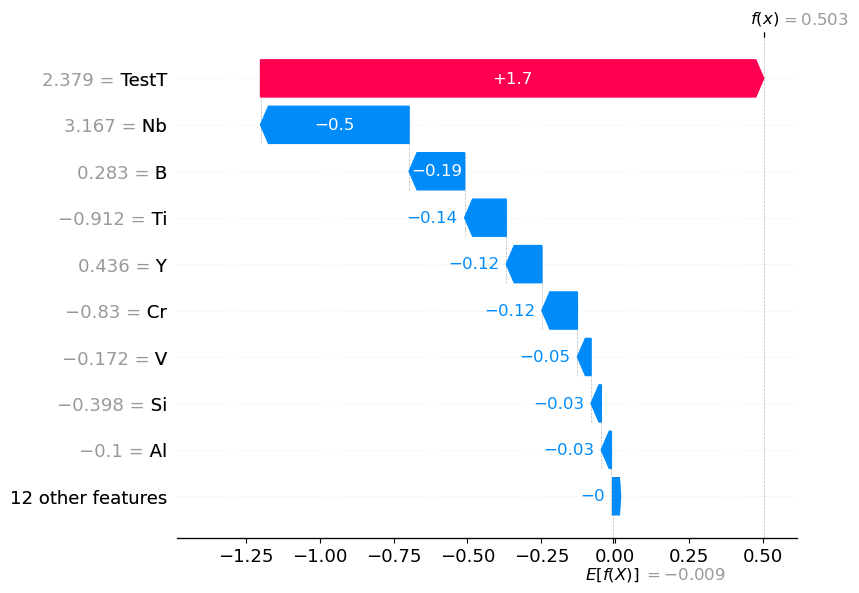 f(x) = 0.503
2.379 = TestT
+1.7
3.167 = Nb
−0.5
0.283 = B
−0.19
−0.912 = Ti
−0.14
0.436 = Y
−0.12
−0.83 = Cr
−0.12
−0.172 = V
−0.05
−0.398 = Si
−0.03
−0.1 = Al
−0.03
12 other features
−0
−1.25 −1.00 −0.75 −0.50 −0.25 0.00 0.25 0.50
E[f(X)] = −0.009